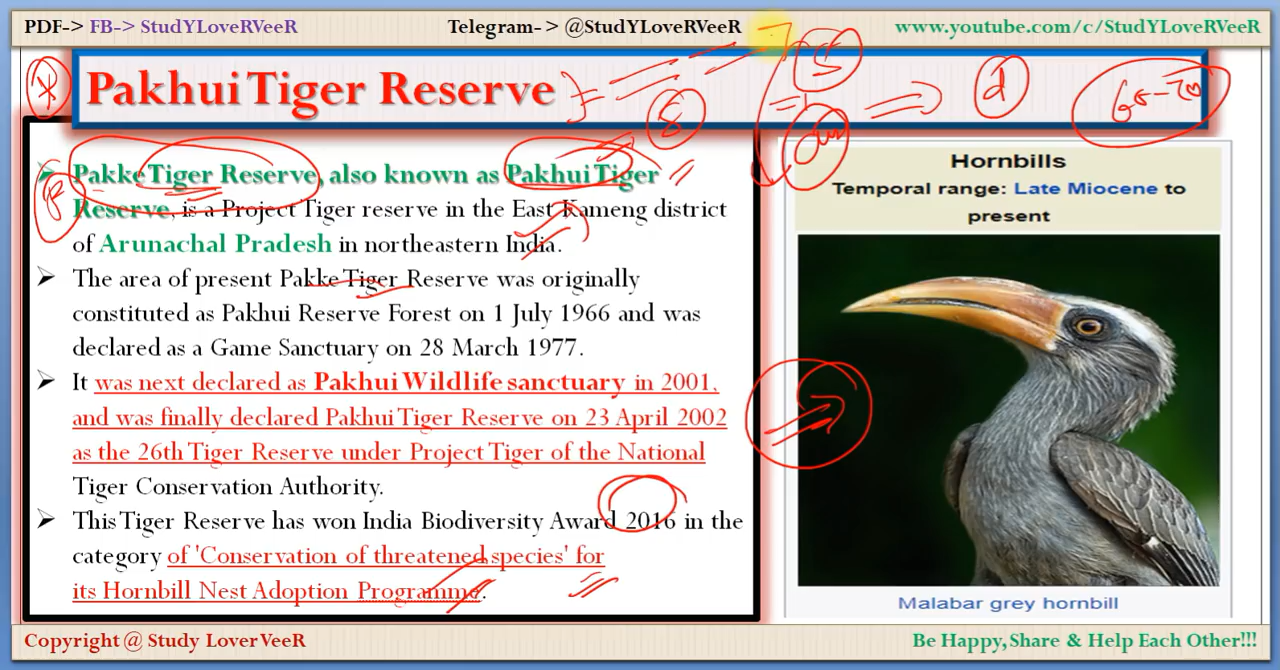 PDF-> FB-> StudYLoveRVeeR
Telegram-> @StudYLoveRVeeR
www.youtube.com/c/StudYLoveRVeeR
Pakhui Tiger Reserve
65-70
Pakke Tiger Reserve, also known as Pakhui Tiger
Reserve, is a Project Tiger reserve in the East Kameng district
of Arunachal Pradesh in northeastern India.
The area of present Pakke Tiger Reserve was originally
constituted as Pakhui Reserve Forest on 1 July 1966 and was
declared as a Game Sanctuary on 28 March 1977.
It was next declared as Pakhui Wildlife sanctuary in 2001,
and was finally declared Pakhui Tiger Reserve on 23 April 2002
as the 26th Tiger Reserve under Project Tiger of the National
Tiger Conservation Authority.
This Tiger Reserve has won India Biodiversity Award 2016 in the
category of 'Conservation of threatened species' for
its Hornbill Nest Adoption Programme.
Hornbills
Temporal range: Late Miocene to
present
Malabar grey hornbill
Copyright @ Study LoverVeeR
Be Happy,Share & Help Each Other!!!